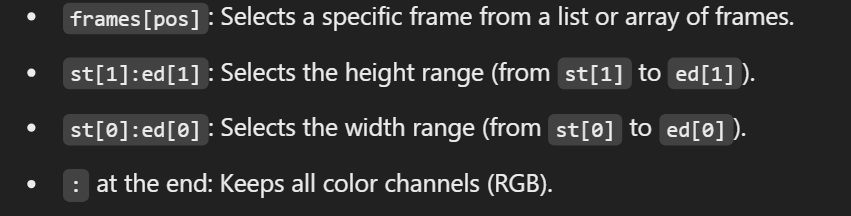 • frames[pos]: Selects a specific frame from a list or array of frames.
• st[1]:ed[1]: Selects the height range (from st[1] to ed[1]).
• st[0]:ed[0]: Selects the width range (from st[0] to ed[0]).
• : at the end: Keeps all color channels (RGB).